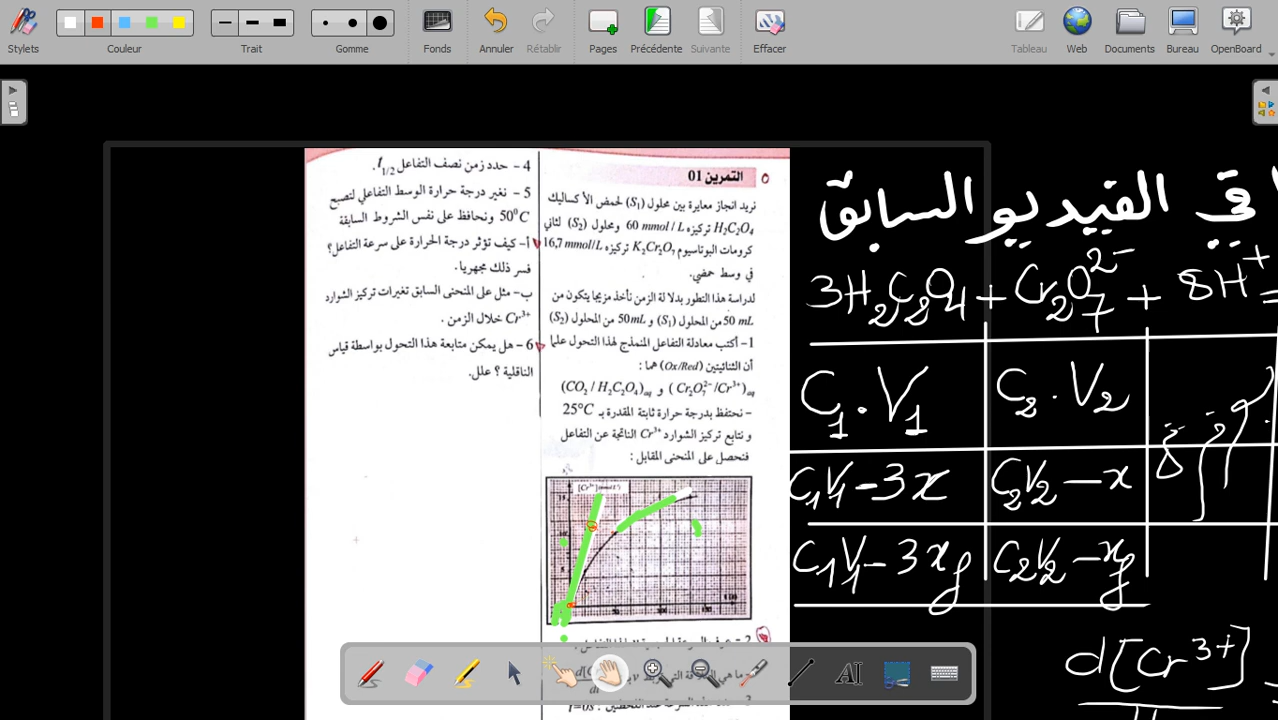 Stylets
Couleur
Trait
Gomme
Fonds
Annuler
Rétablir
Pages
Précédente
Suivante
Effacer
Tableau
Web
Documents
Bureau
OpenBoard
التمرين 01
نريد انجاز معايرة بين محلول (S₁) لحمض الأكساليك
H₂C₂O₄ تركيزه 60 mmol / L ومحلول (S₂) لثاني
كرومات البوتاسيوم K₂Cr₂O₇ تركيزه 16,7 mmol/L
في وسط حمضي.
لدراسة هذا التطور بدلالة الزمن نأخذ مزيجا يتكون من
50 mL من المحلول (S₁) و 50 mL من المحلول (S₂)
1- أكتب معادلة التفاعل المنمذج لهذا التحول علما
أن الثنائيتين (Ox/Red) هما :
(Cr₂O₇²⁻/Cr³⁺)aq و (CO₂ / H₂C₂O₄)aq
- نحتفظ بدرجة حرارة ثابتة المقدرة بـ 25°C
و نتابع تركيز الشوارد Cr³⁺ الناتجة عن التفاعل
فنحصل على المنحنى المقابل :
[Cr³⁺] (mmol/L)
50
4 - حدد زمن نصف التفاعل t₁/₂.
5 - نغير درجة حرارة الوسط التفاعلي لتصبح
50⁰C ونحافظ على نفس الشروط السابقة
أ- كيف تؤثر درجة الحرارة على سرعة التفاعل؟
فسر ذلك مجهريا.
ب- مثل على المنحنى السابق تغيرات تركيز الشوارد
Cr³⁺ خلال الزمن .
6 - هل يمكن متابعة هذا التحول بواسطة قياس
الناقلية ؟ علل.
في الفيديو السابق
3H₂C₂O₄ + Cr₂O₇²⁻ + 8H⁺ =
C₁.V₁ C₂.V₂
C₁V₁-3x C₂V₂-x
C₁V₁-3xf C₂V₂-xf
d[Cr³⁺]